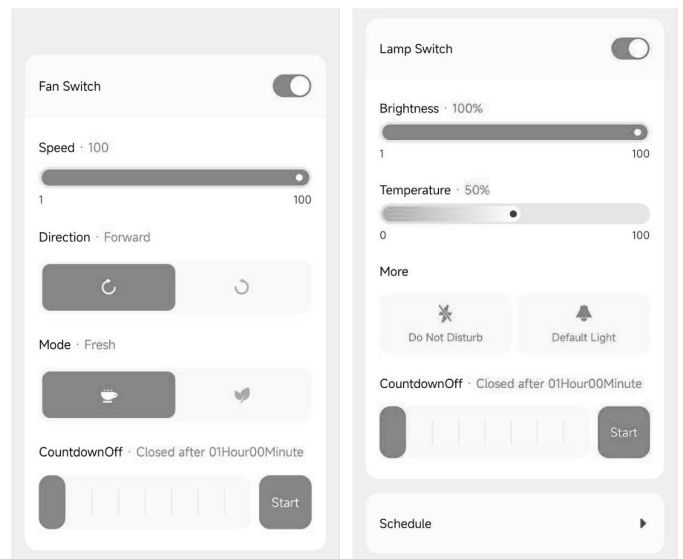 Fan Switch
Speed · 100
1 100
Direction · Forward
Mode · Fresh
CountdownOff · Closed after 01Hour00Minute
Start
Lamp Switch
Brightness · 100%
1 100
Temperature · 50%
0 100
More
Do Not Disturb Default Light
CountdownOff · Closed after 01Hour00Minute
Start
Schedule